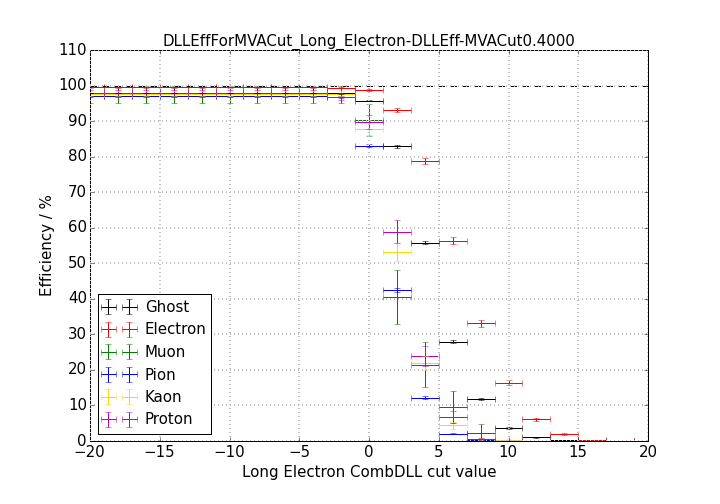 DLLEffForMVACut_Long_Electron-DLLEff-MVACut0.4000
110
100
90
80
70
60
50
40
30
20
10
0
Efficiency / %
Ghost
Electron
Muon
Pion
Kaon
Proton
−20 −15 −10 −5 0 5 10 15 20
Long Electron CombDLL cut value